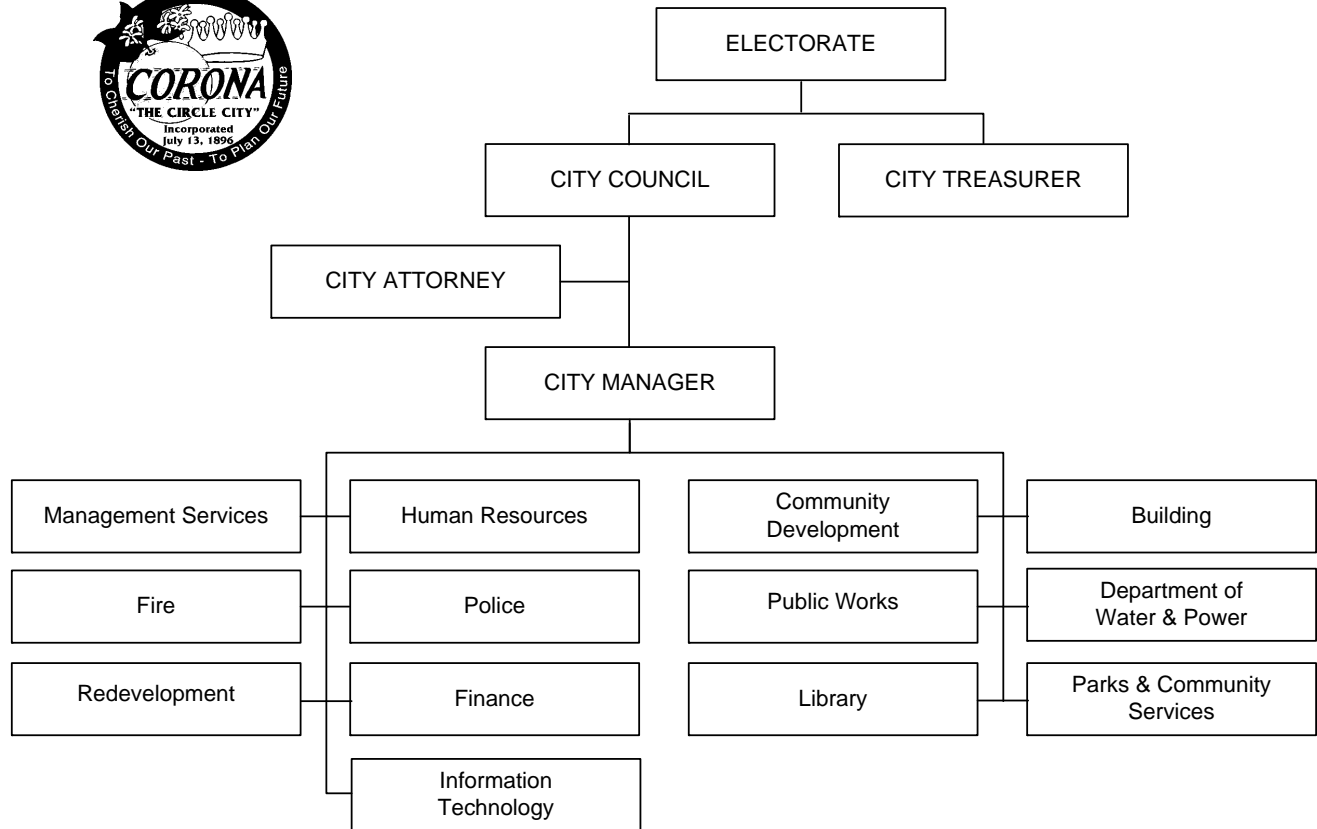 CORONA
"THE CIRCLE CITY"
Incorporated
July 13, 1896
To Cherish Our Past - To Plan Our Future
ELECTORATE
CITY COUNCIL
CITY TREASURER
CITY ATTORNEY
CITY MANAGER
Management Services
Human Resources
Community
Development
Building
Fire
Police
Public Works
Department of
Water & Power
Redevelopment
Finance
Library
Parks & Community
Services
Information
Technology